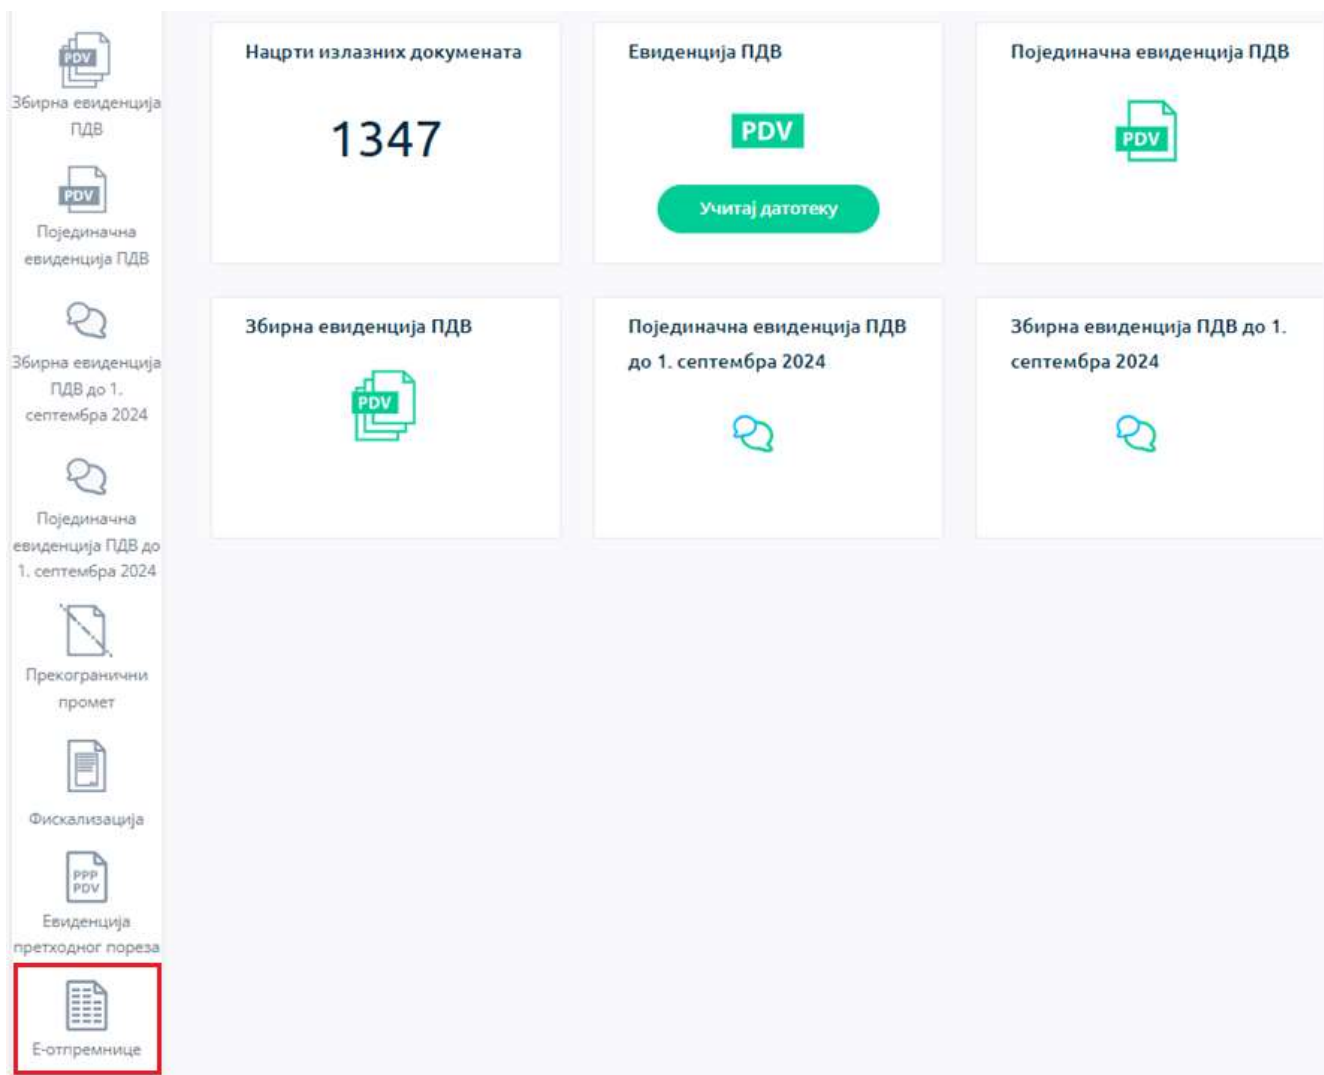 PDV
Збирна евиденција
ПДВ
PDV
Појединачна
евиденција ПДВ
Збирна евиденција
ПДВ до 1.
септембра 2024
Појединачна
евиденција ПДВ до
1. септембра 2024
Прекогранични
промет
Фискализација
PPP
PDV
Евиденција
претходног пореза
Е-отпремнице
Нацрти излазних докумената
1347
Евиденција ПДВ
PDV
Учитај датотеку
Појединачна евиденција ПДВ
PDV
Збирна евиденција ПДВ
PDV
Појединачна евиденција ПДВ
до 1. септембра 2024
Збирна евиденција ПДВ до 1.
септембра 2024